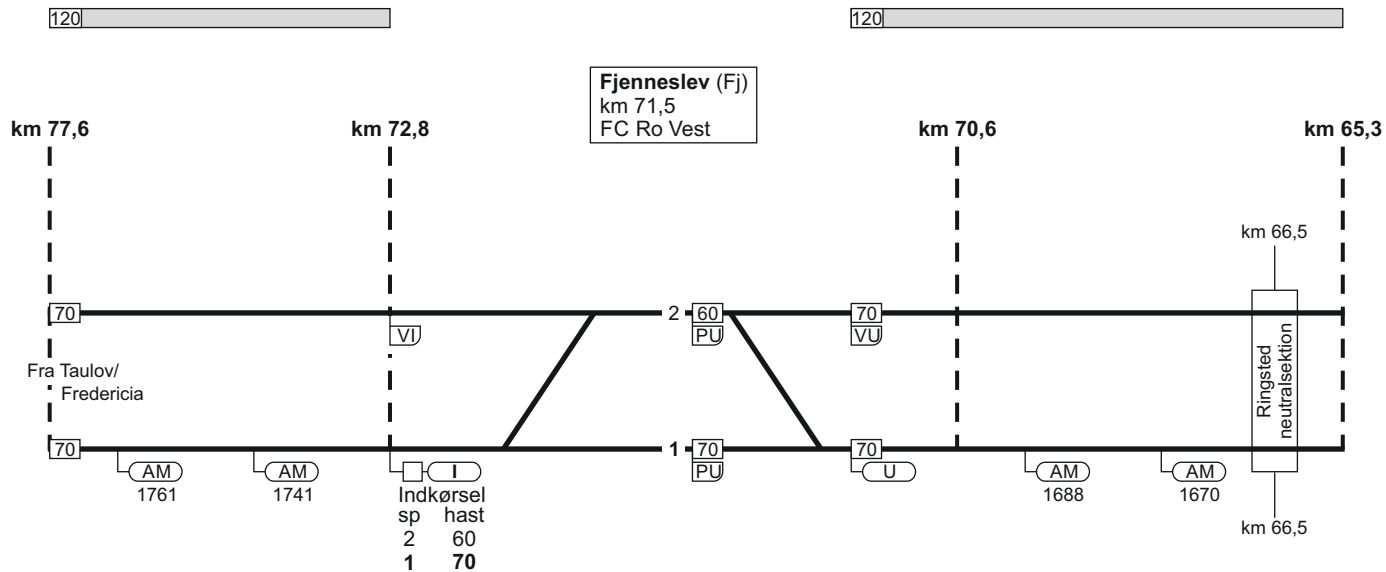 120
120
Fjenneslev (Fj)
km 71,5
FC Ro Vest
km 77,6
km 72,8
km 70,6
km 65,3
km 66,5
70
2
60
70
VI
PU
VU
Fra Taulov/
Fredericia
Ringsted
neutralsektion
70
1
70
70
AM
AM
I
PU
U
AM
AM
1761
1741
1688
1670
Indkørsel
sp hast
2 60
1 70
km 66,5